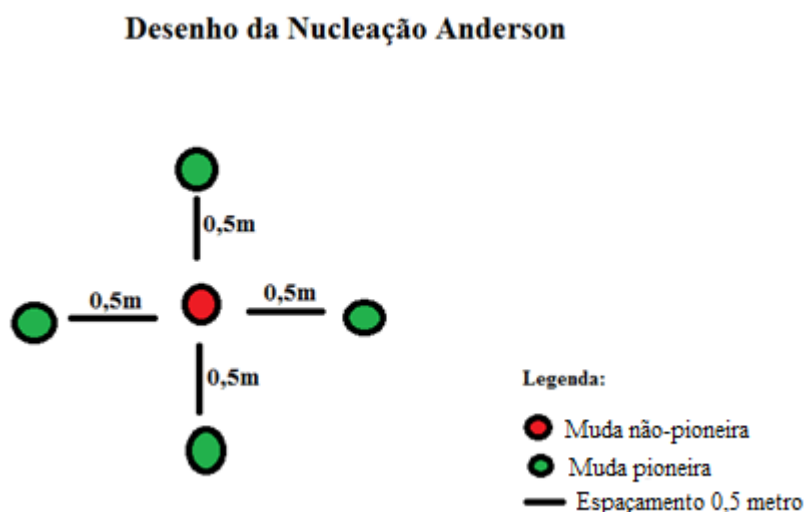 Desenho da Nucleação Anderson
0,5m
0,5m
0,5m
0,5m
Legenda:
Muda não-pioneira
Muda pioneira
Espaçamento 0,5 metro